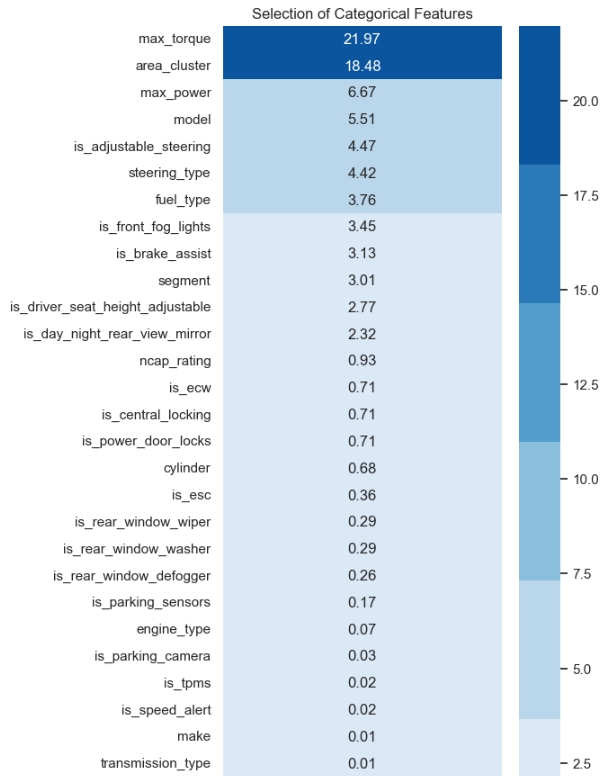 Selection of Categorical Features
max_torque 21.97
area_cluster 18.48
max_power 6.67
model 5.51
is_adjustable_steering 4.47
steering_type 4.42
fuel_type 3.76
is_front_fog_lights 3.45
is_brake_assist 3.13
segment 3.01
is_driver_seat_height_adjustable 2.77
is_day_night_rear_view_mirror 2.32
ncap_rating 0.93
is_ecw 0.71
is_central_locking 0.71
is_power_door_locks 0.71
cylinder 0.68
is_esc 0.36
is_rear_window_wiper 0.29
is_rear_window_washer 0.29
is_rear_window_defogger 0.26
is_parking_sensors 0.17
engine_type 0.07
is_parking_camera 0.03
is_tpms 0.02
is_speed_alert 0.02
make 0.01
transmission_type 0.01
20.0
17.5
15.0
12.5
10.0
7.5
5.0
2.5